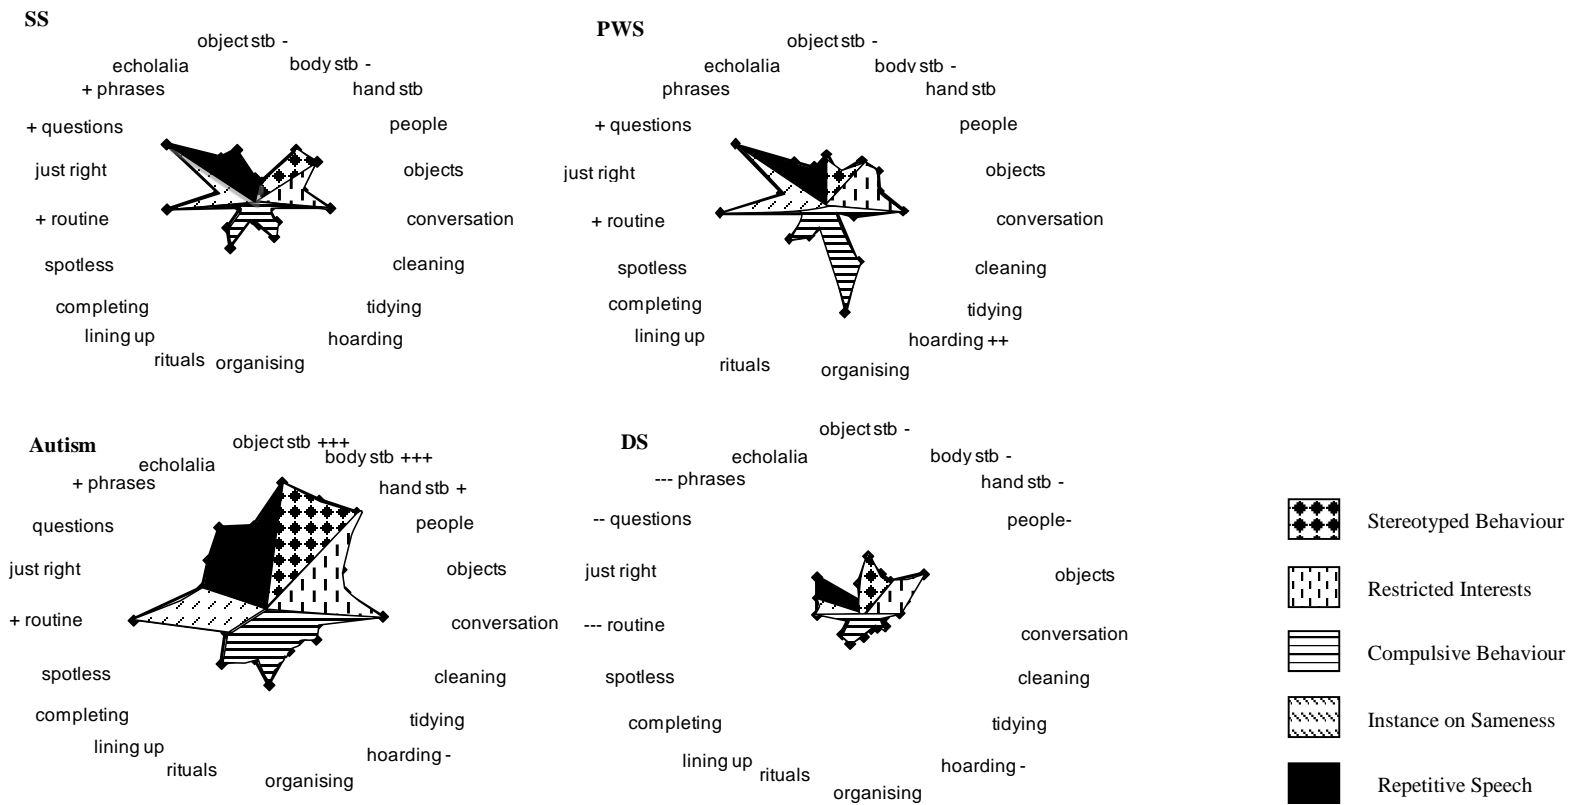 SS
object stb -
body stb -
hand stb
people
objects
conversation
cleaning
tidying
hoarding
organising
rituals
lining up
completing
spotless
+ routine
just right
+ questions
+ phrases
echolalia
PWS
object stb -
body stb -
hand stb
people
objects
conversation
cleaning
tidying
hoarding ++
organising
rituals
lining up
completing
spotless
+ routine
just right
+ questions
phrases
echolalia
Autism
object stb +++
body stb +++
hand stb +
people
objects
conversation
cleaning
tidying
hoarding -
organising
rituals
lining up
completing
spotless
+ routine
just right
questions
+ phrases
echolalia
DS
object stb -
body stb -
hand stb -
people-
objects
conversation
cleaning
tidying
hoarding -
organising
rituals
lining up
completing
spotless
--- routine
just right
-- questions
--- phrases
echolalia
Stereotyped Behaviour
Restricted Interests
Compulsive Behaviour
Instance on Sameness
Repetitive Speech